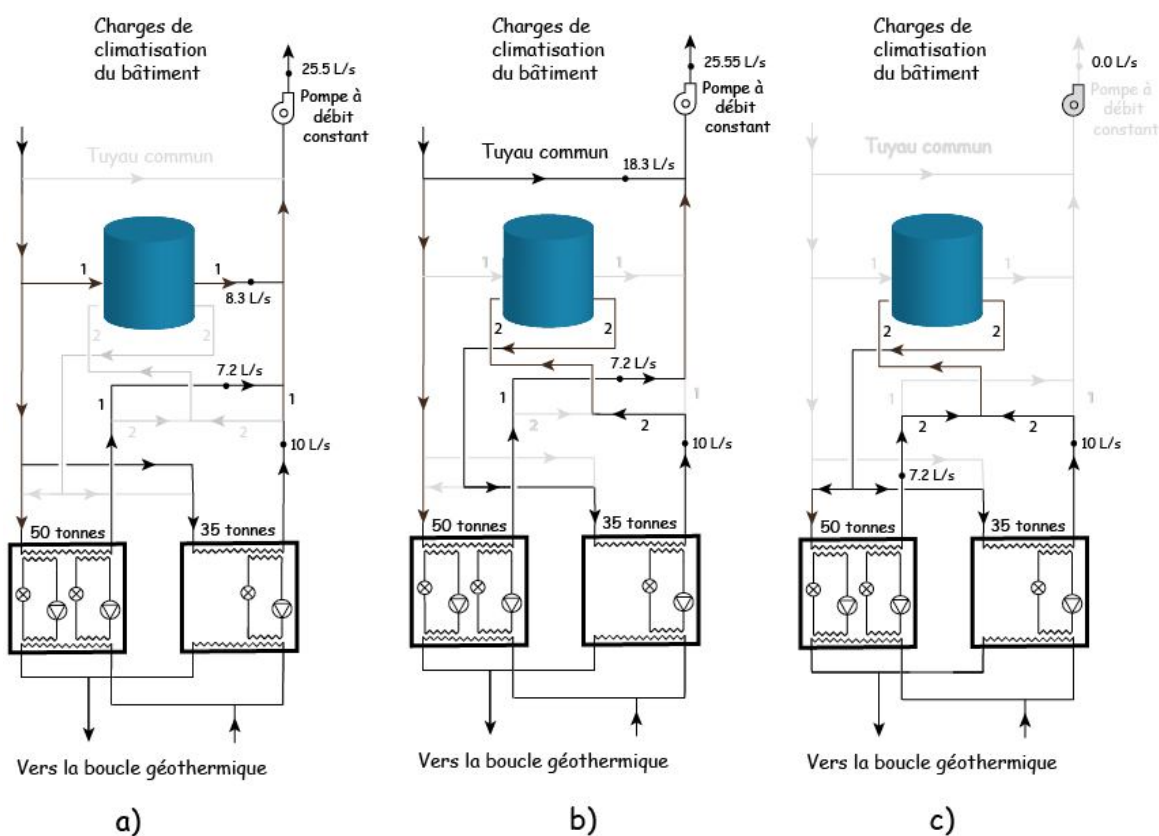 Charges de
climatisation
du bâtiment
25.5 L/s
Pompe à
débit
constant
Tuyau commun
1
1
8.3 L/s
2
2
7.2 L/s
1
1
2
2
10 L/s
50 tonnes
35 tonnes
Vers la boucle géothermique
a)
Charges de
climatisation
du bâtiment
25.55 L/s
Pompe à
débit
constant
Tuyau commun
18.3 L/s
1
1
2
2
7.2 L/s
1
1
2
2
10 L/s
50 tonnes
35 tonnes
Vers la boucle géothermique
b)
Charges de
climatisation
du bâtiment
0.0 L/s
Pompe à
débit
constant
Tuyau commun
1
1
2
2
1
1
2
2
10 L/s
7.2 L/s
50 tonnes
35 tonnes
Vers la boucle géothermique
c)